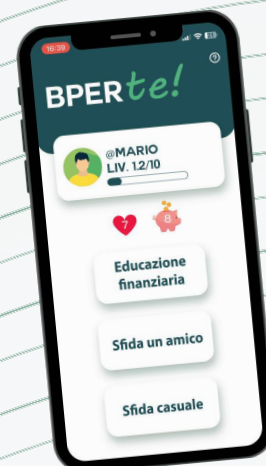 16:39
BPERte!
@MARIO
LIV. 1.2/10
7
8
Educazione
finanziaria
Sfida un amico
Sfida casuale